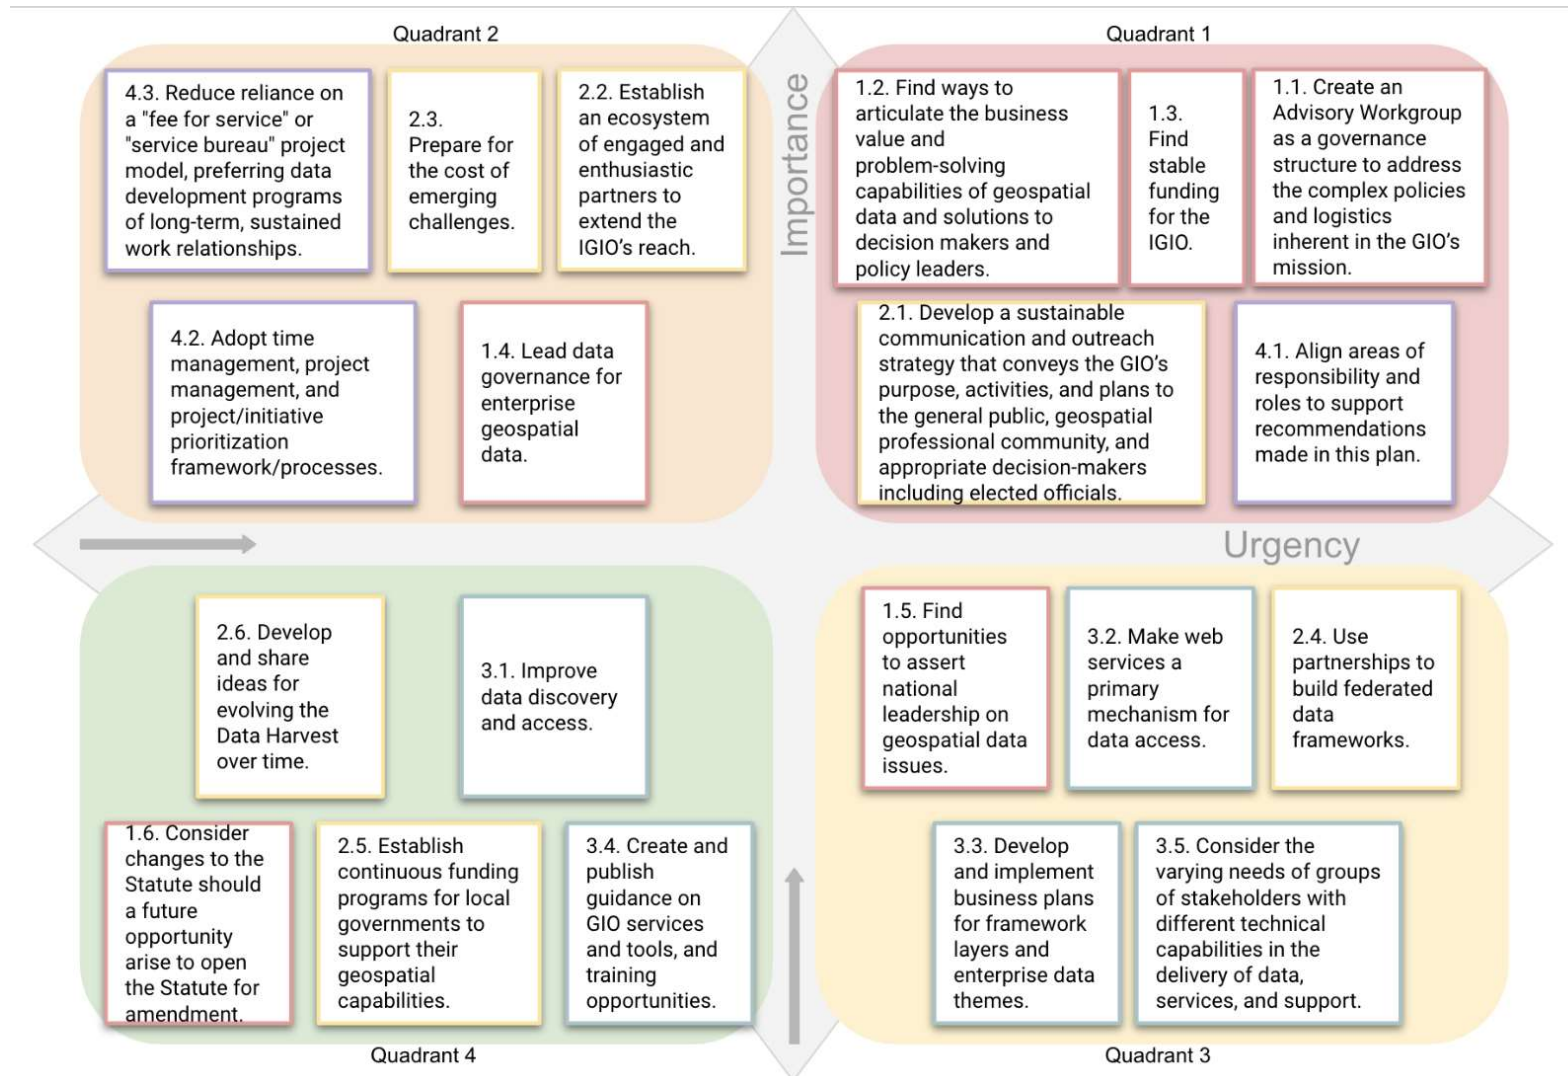 Quadrant 2
4.3. Reduce reliance on
a "fee for service" or
"service bureau" project
model, preferring data
development programs
of long-term, sustained
work relationships.
2.3.
Prepare for
the cost of
emerging
challenges.
2.2. Establish
an ecosystem
of engaged and
enthusiastic
partners to
extend the
IGIO's reach.
4.2. Adopt time
management, project
management, and
project/initiative
prioritization
framework/processes.
1.4. Lead data
governance for
enterprise
geospatial
data.
Importance
Quadrant 1
1.2. Find ways to
articulate the business
value and
problem-solving
capabilities of geospatial
data and solutions to
decision makers and
policy leaders.
1.3.
Find
stable
funding
for the
IGIO.
1.1. Create an
Advisory Workgroup
as a governance
structure to address
the complex policies
and logistics
inherent in the GIO's
mission.
2.1. Develop a sustainable
communication and outreach
strategy that conveys the GIO's
purpose, activities, and plans to
the general public, geospatial
professional community, and
appropriate decision-makers
including elected officials.
4.1. Align areas of
responsibility and
roles to support
recommendations
made in this plan.
Urgency
2.6. Develop
and share
ideas for
evolving the
Data Harvest
over time.
3.1. Improve
data discovery
and access.
1.6. Consider
changes to the
Statute should
a future
opportunity
arise to open
the Statute for
amendment.
2.5. Establish
continuous funding
programs for local
governments to
support their
geospatial
capabilities.
3.4. Create and
publish
guidance on
GIO services
and tools, and
training
opportunities.
Quadrant 4
1.5. Find
opportunities
to assert
national
leadership on
geospatial data
issues.
3.2. Make web
services a
primary
mechanism for
data access.
2.4. Use
partnerships to
build federated
data
frameworks.
3.3. Develop
and implement
business plans
for framework
layers and
enterprise data
themes.
3.5. Consider the
varying needs of groups
of stakeholders with
different technical
capabilities in the
delivery of data,
services, and support.
Quadrant 3